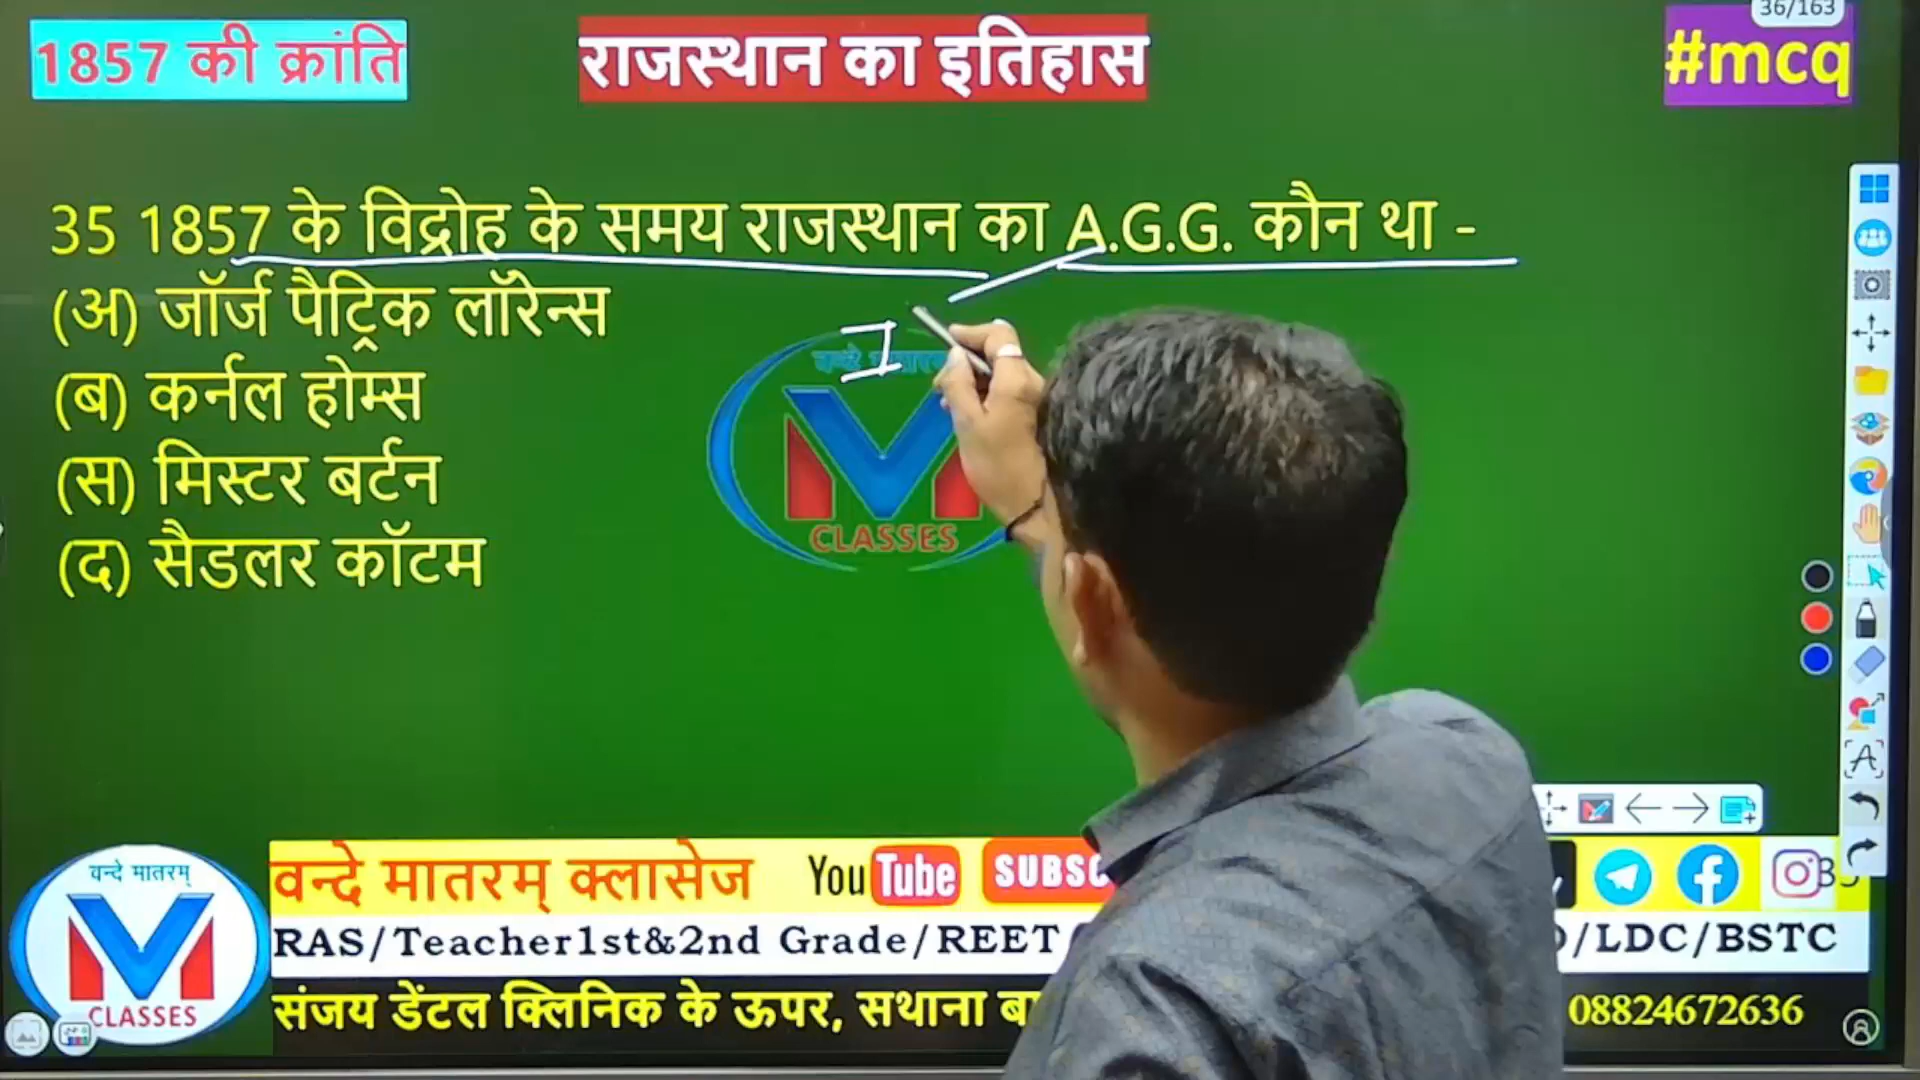 36/163
1857 की क्रांति
राजस्थान का इतिहास
#mcq
35 1857 के विद्रोह के समय राजस्थान का A.G.G. कौन था -
(अ) जॉर्ज पैट्रिक लॉरेन्स
(ब) कर्नल होम्स
(स) मिस्टर बर्टन
(द) सैडलर कॉटम
I
वन्दे
CLASSES
वन्दे मातरम्
CLASSES
वन्दे मातरम् क्लासेज YouTube
RAS/Teacher1st&2nd Grade/REET /LDC/BSTC
संजय डेंटल क्लिनिक के ऊपर, सथाना 08824672636